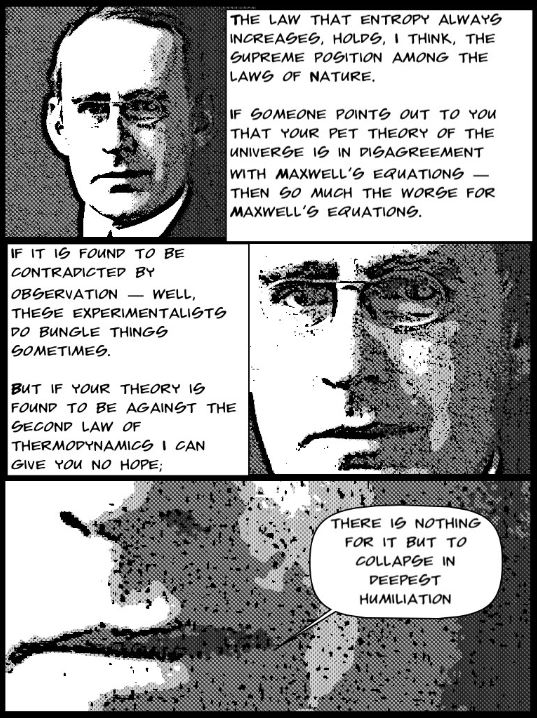 THE LAW THAT ENTROPY ALWAYS
INCREASES, HOLDS, I THINK, THE
SUPREME POSITION AMONG THE
LAWS OF NATURE.
IF SOMEONE POINTS OUT TO YOU
THAT YOUR PET THEORY OF THE
UNIVERSE IS IN DISAGREEMENT
WITH MAXWELL'S EQUATIONS —
THEN SO MUCH THE WORSE FOR
MAXWELL'S EQUATIONS.
IF IT IS FOUND TO BE
CONTRADICTED BY
OBSERVATION — WELL,
THESE EXPERIMENTALISTS
DO BUNGLE THINGS
SOMETIMES.
BUT IF YOUR THEORY IS
FOUND TO BE AGAINST THE
SECOND LAW OF
THERMODYNAMICS I CAN
GIVE YOU NO HOPE;
THERE IS NOTHING
FOR IT BUT TO
COLLAPSE IN
DEEPEST
HUMILIATION